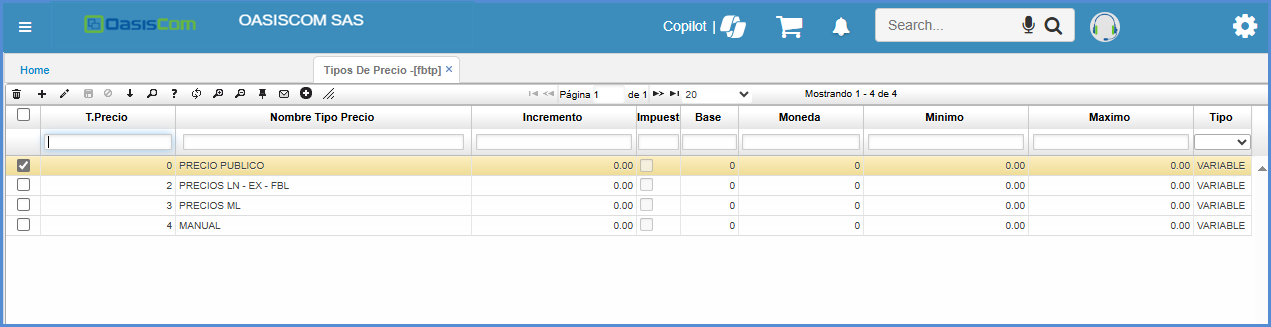 OasisCom
OASISCOM SAS
Copilot |
Search...
Home
Tipos De Precio -[fbtp] ×
Página 1 de 1 20 Mostrando 1 - 4 de 4
T.Precio Nombre Tipo Precio Incremento Impuest Base Moneda Minimo Maximo Tipo
0 PRECIO PUBLICO 0.00 0 0 0.00 0.00 VARIABLE
2 PRECIOS LN - EX - FBL 0.00 0 0 0.00 0.00 VARIABLE
3 PRECIOS ML 0.00 0 0 0.00 0.00 VARIABLE
4 MANUAL 0.00 0 0 0.00 0.00 VARIABLE